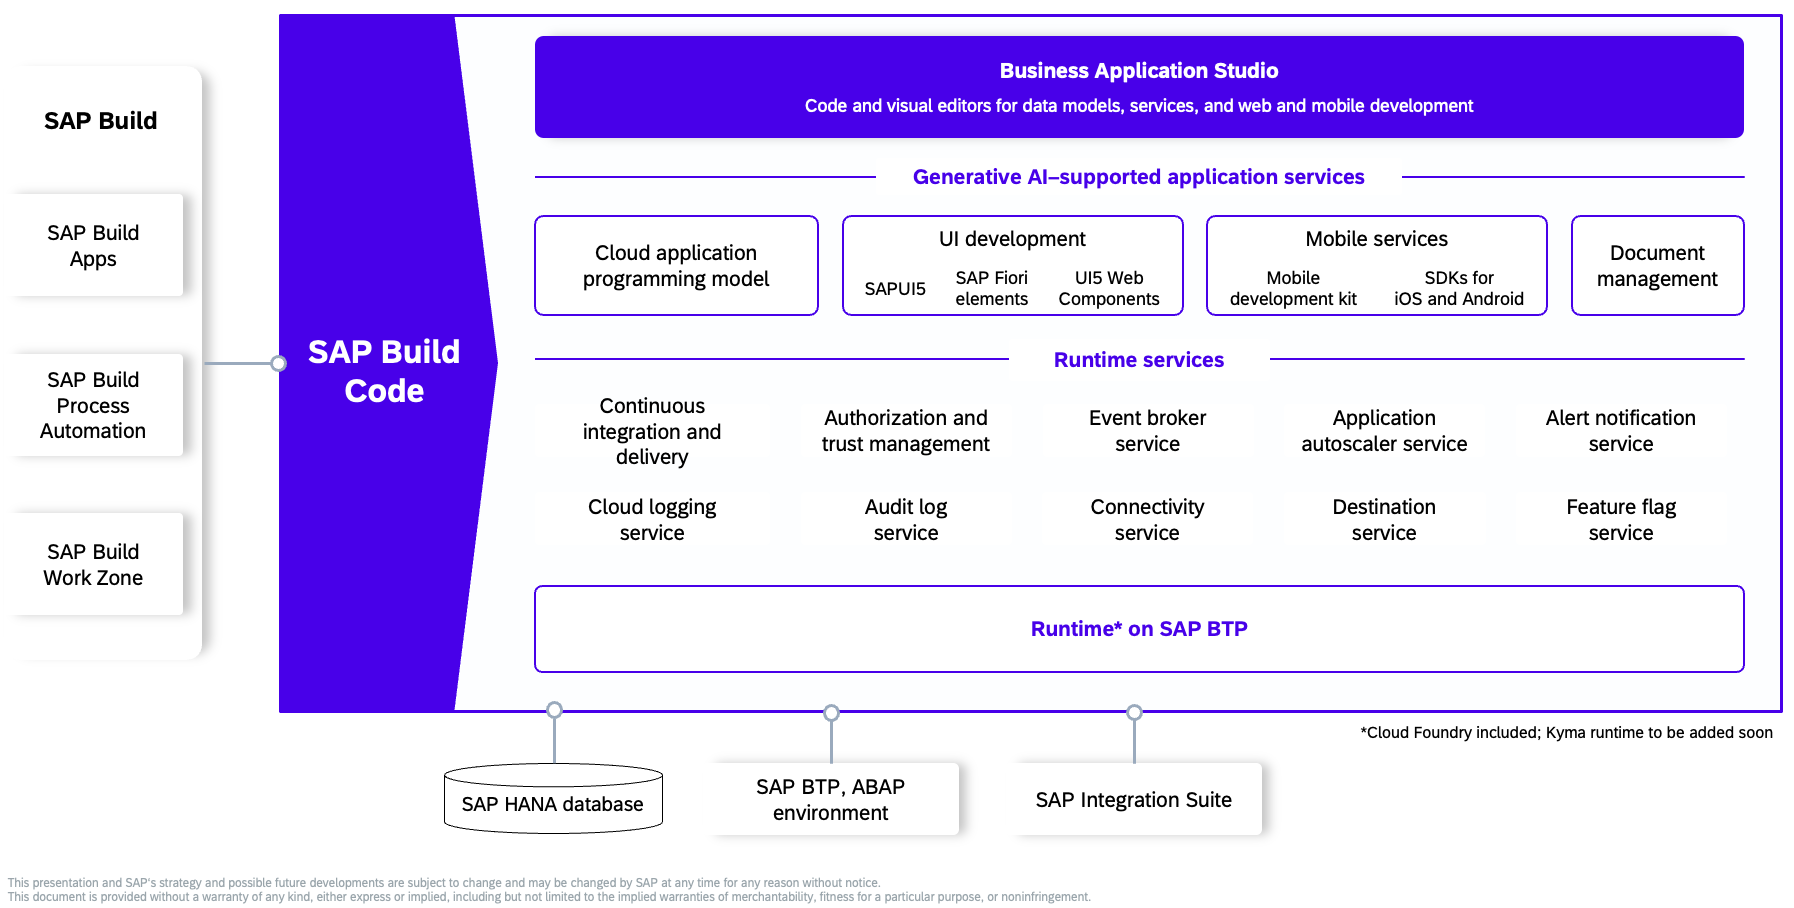 SAP Build
SAP Build
Apps
SAP Build
Process
Automation
SAP Build
Work Zone
SAP Build
Code
Business Application Studio
Code and visual editors for data models, services, and web and mobile development
Generative AI–supported application services
Cloud application
programming model
UI development
SAPUI5
SAP Fiori
elements
UI5 Web
Components
Mobile services
Mobile
development kit
SDKs for
iOS and Android
Document
management
Runtime services
Continuous
integration and
delivery
Authorization and
trust management
Event broker
service
Application
autoscaler service
Alert notification
service
Cloud logging
service
Audit log
service
Connectivity
service
Destination
service
Feature flag
service
Runtime* on SAP BTP
*Cloud Foundry included; Kyma runtime to be added soon
SAP HANA database
SAP BTP, ABAP
environment
SAP Integration Suite
This presentation and SAP's strategy and possible future developments are subject to change and may be changed by SAP at any time for any reason without notice.
This document is provided without a warranty of any kind, either express or implied, including but not limited to the implied warranties of merchantability, fitness for a particular purpose, or noninfringement.